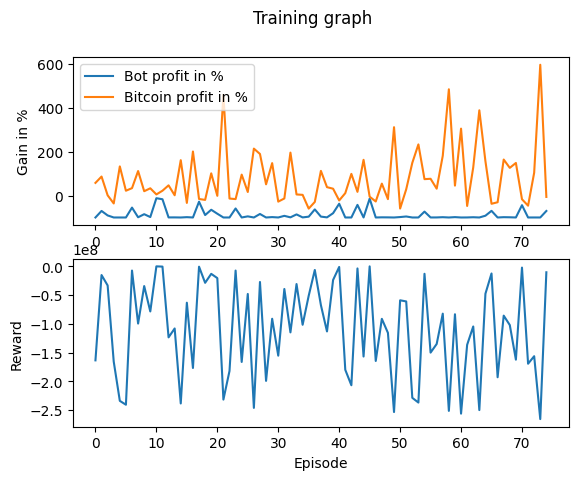 Training graph
Bot profit in %
Bitcoin profit in %
Gain in %
600
400
200
0
0 10 20 30 40 50 60 70
1e8
Reward
0.0
−0.5
−1.0
−1.5
−2.0
−2.5
0 10 20 30 40 50 60 70
Episode